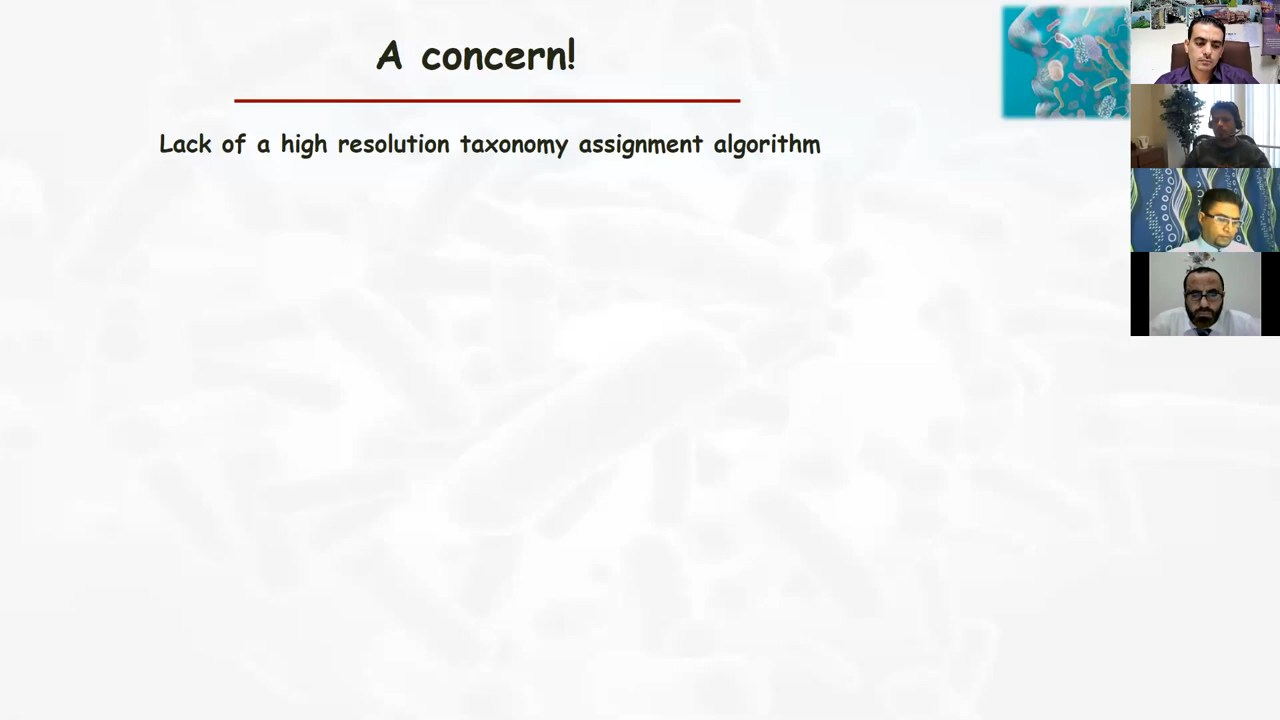 A concern!
Lack of a high resolution taxonomy assignment algorithm